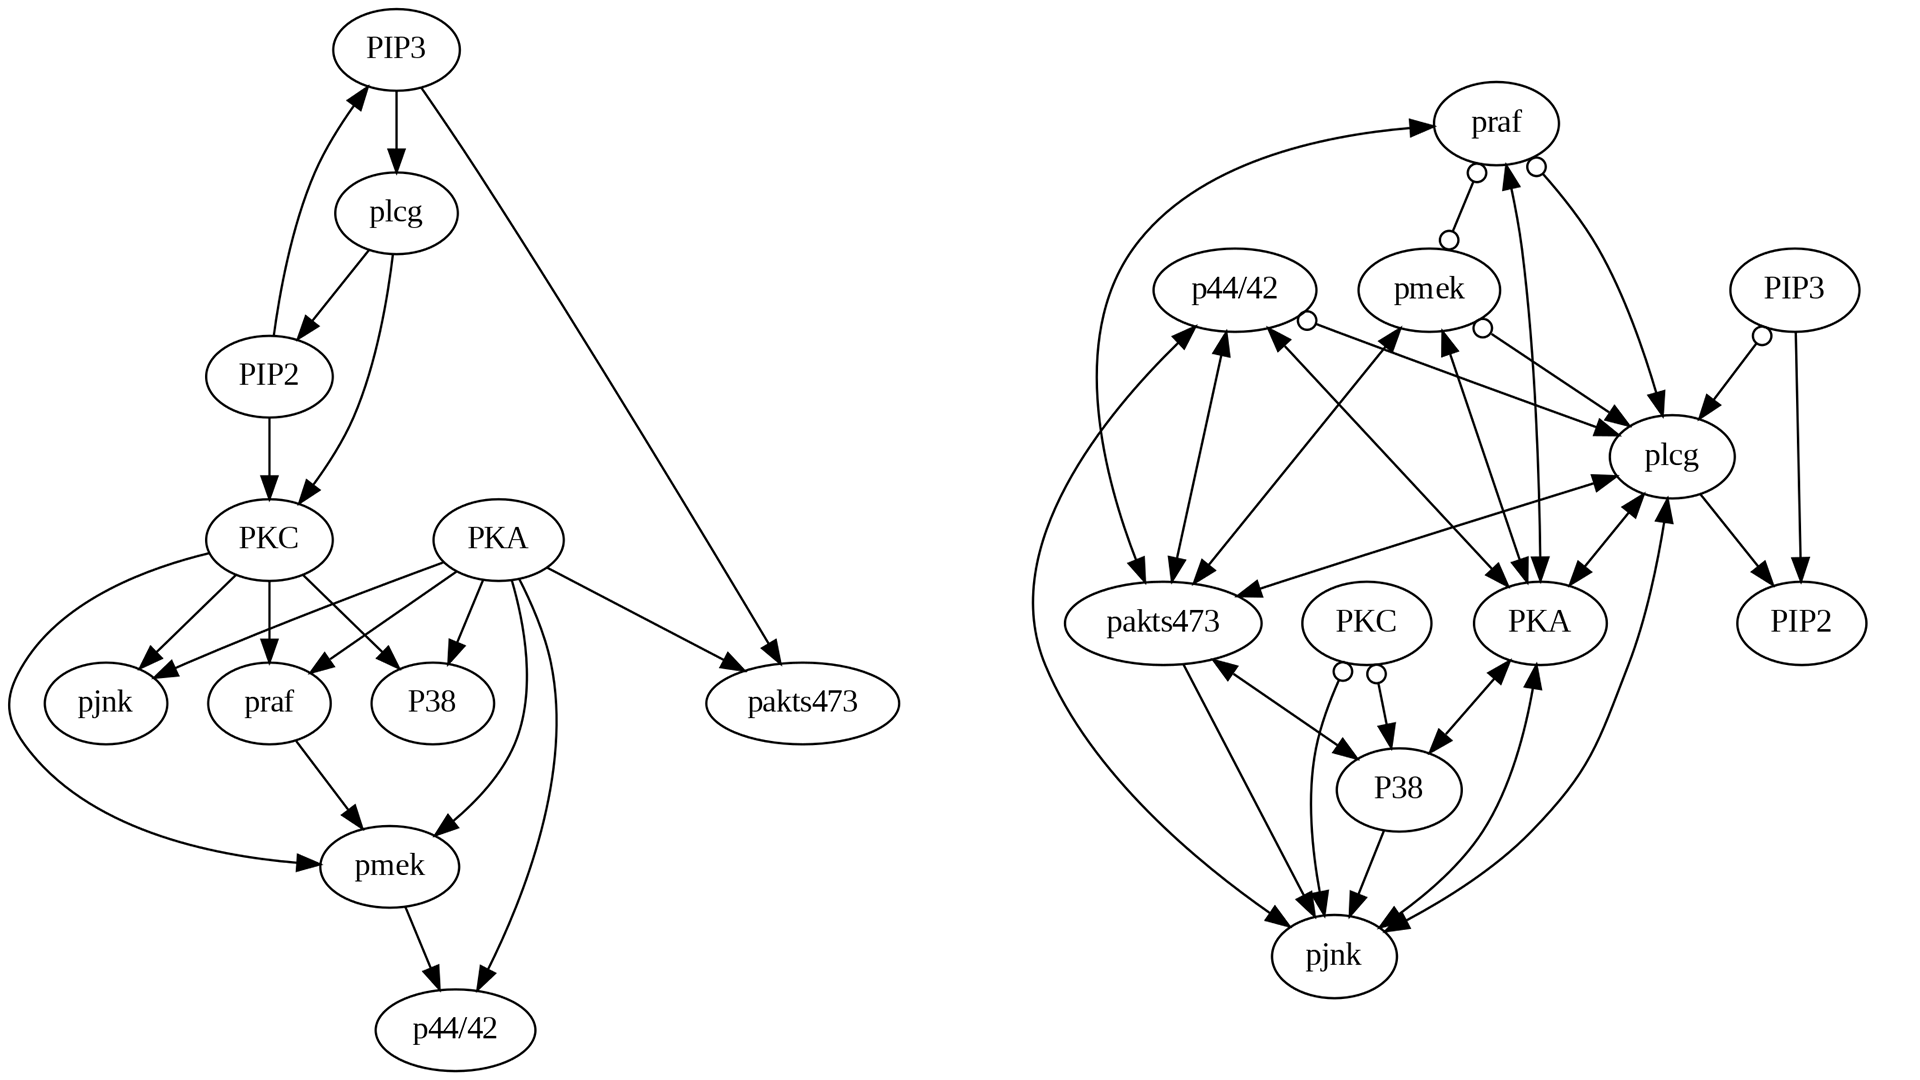 PIP3
plcg
PIP2
PKC
PKA
pjnk
praf
P38
pakts473
pmek
p44/42
praf
p44/42
pmek
PIP3
plcg
pakts473
PKC
PKA
PIP2
P38
pjnk